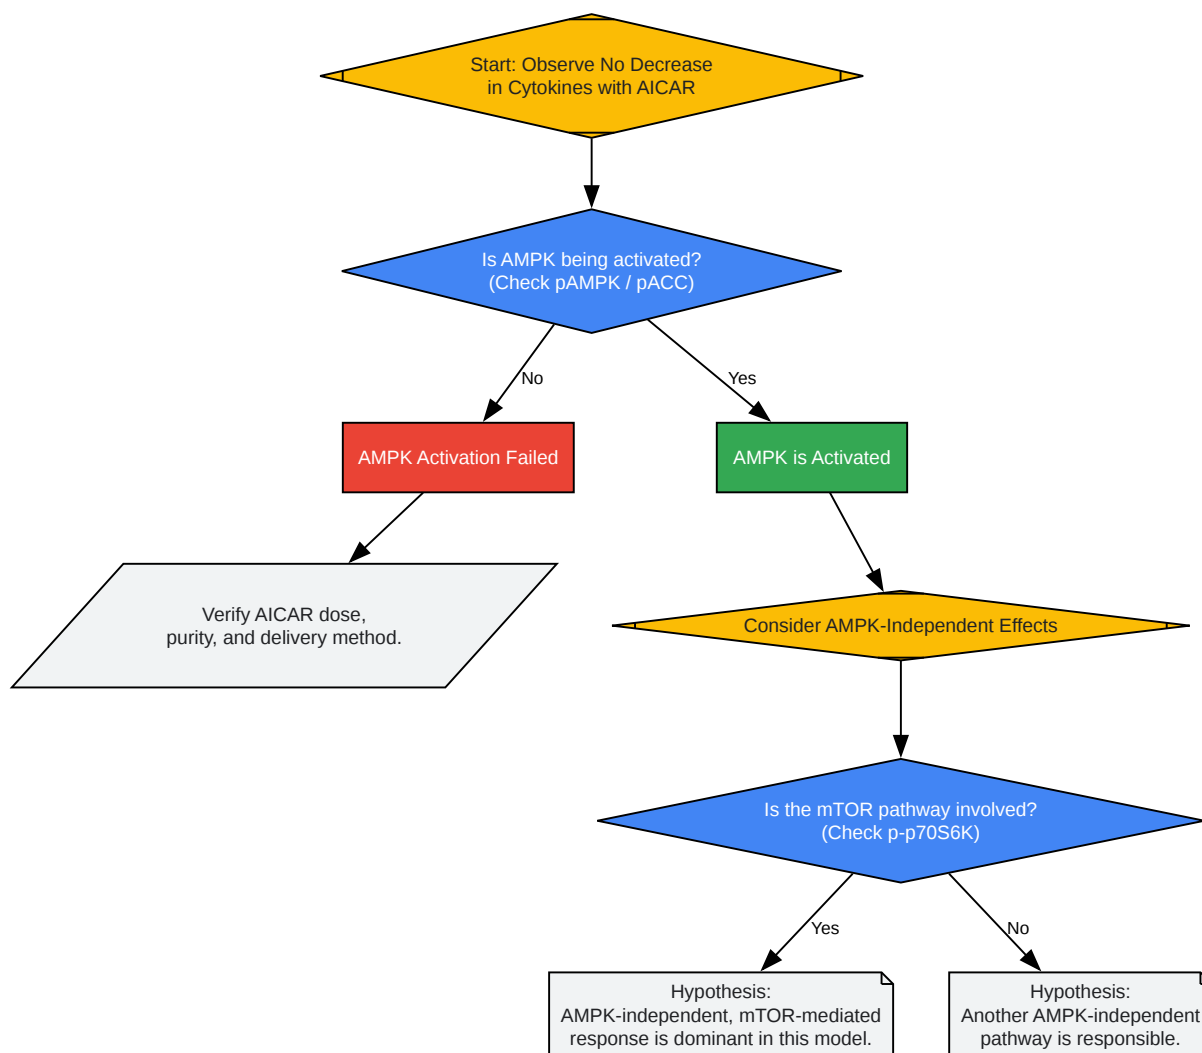 Start: Observe No Decrease
in Cytokines with AICAR
Is AMPK being activated?
(Check pAMPK / pACC)
No
Yes
AMPK Activation Failed
AMPK is Activated
Verify AICAR dose,
purity, and delivery method.
Consider AMPK-Independent Effects
Is the mTOR pathway involved?
(Check p-p70S6K)
Yes
No
Hypothesis:
AMPK-independent, mTOR-mediated
response is dominant in this model.
Hypothesis:
Another AMPK-independent
pathway is responsible.